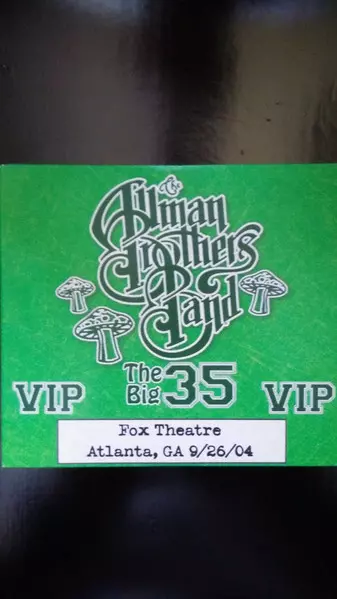 The
Allman
Brothers
Band
The
Big 35
VIP VIP
Fox Theatre
Atlanta, GA 9/26/04